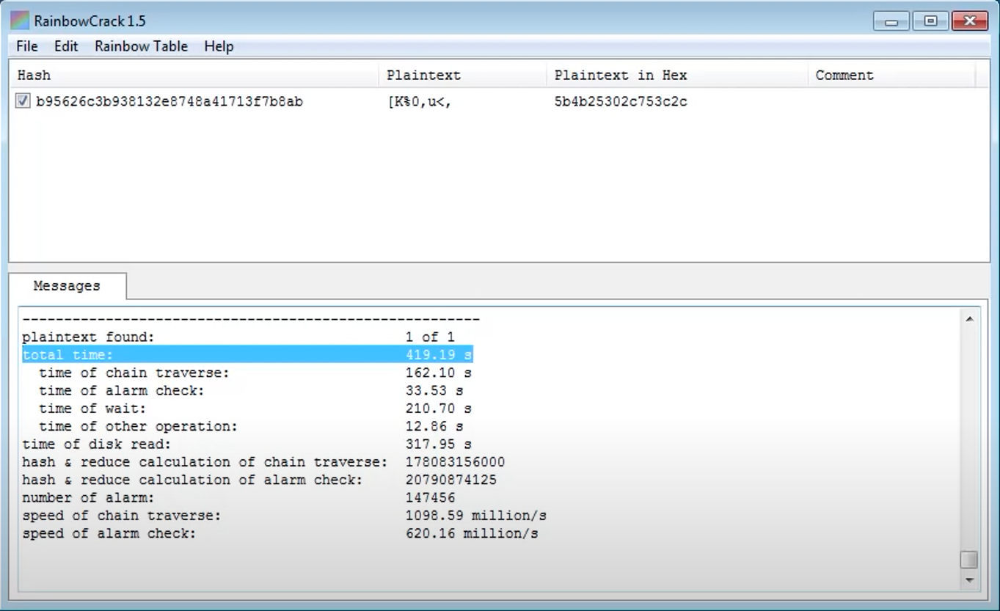 RainbowCrack 1.5
File Edit Rainbow Table Help
Hash Plaintext Plaintext in Hex Comment
b95626c3b938132e8748a41713f7b8ab [K%0,u<, 5b4b25302c753c2c
Messages
-------------------------------------------------------
plaintext found: 1 of 1
total time: 419.19 s
time of chain traverse: 162.10 s
time of alarm check: 33.53 s
time of wait: 210.70 s
time of other operation: 12.86 s
time of disk read: 317.95 s
hash & reduce calculation of chain traverse: 178083156000
hash & reduce calculation of alarm check: 20790874125
number of alarm: 147456
speed of chain traverse: 1098.59 million/s
speed of alarm check: 620.16 million/s